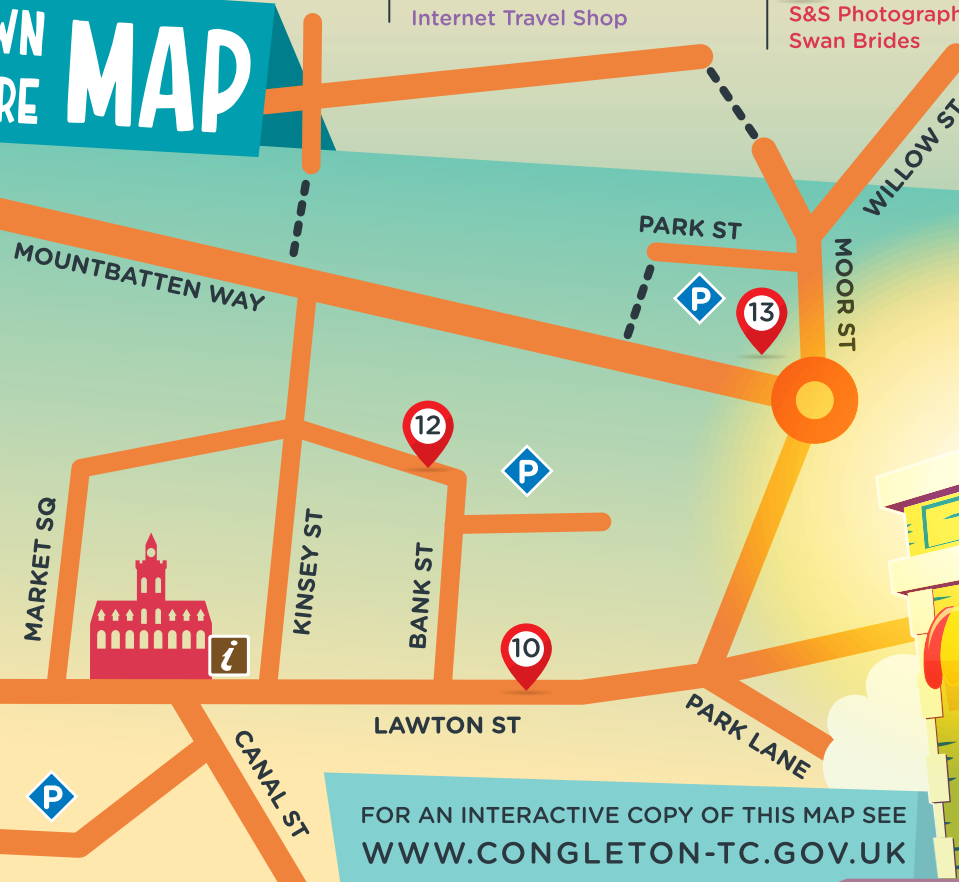 Internet Travel Shop
S&S Photograph
Swan Brides
WN
RE MAP
WILLOW ST
PARK ST
MOOR ST
MOUNTBATTEN WAY
P
13
12
P
MARKET SQ
KINSEY ST
BANK ST
i
10
LAWTON ST
PARK LANE
CANAL ST
P
FOR AN INTERACTIVE COPY OF THIS MAP SEE
WWW.CONGLETON-TC.GOV.UK